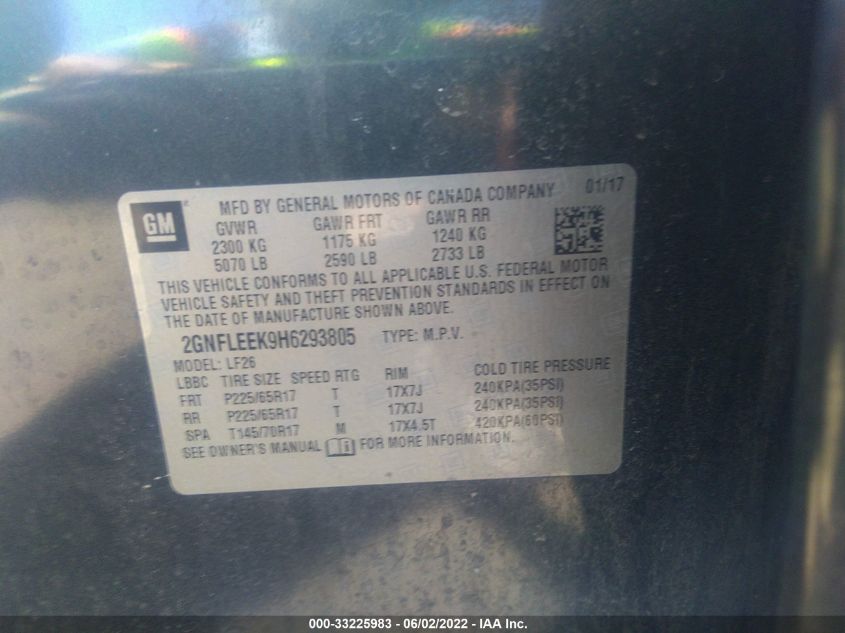 GM
MFD BY GENERAL MOTORS OF CANADA COMPANY 01/17
GVWR GAWR FRT GAWR RR
2300 KG 1175 KG 1240 KG
5070 LB 2590 LB 2733 LB
THIS VEHICLE CONFORMS TO ALL APPLICABLE U.S. FEDERAL MOTOR
VEHICLE SAFETY AND THEFT PREVENTION STANDARDS IN EFFECT ON
THE DATE OF MANUFACTURE SHOWN ABOVE.
2GNFLEEK9H6293805 TYPE: M.P.V.
MODEL: LF26
LBBC TIRE SIZE SPEED RTG RIM COLD TIRE PRESSURE
FRT P225/65R17 T 17X7J 240KPA(35PSI)
RR P225/65R17 T 17X7J 240KPA(35PSI)
SPA T145/70R17 M 17X4.5T 420KPA(60PSI)
SEE OWNER'S MANUAL FOR MORE INFORMATION.
000-33225983 - 06/02/2022 - IAA Inc.